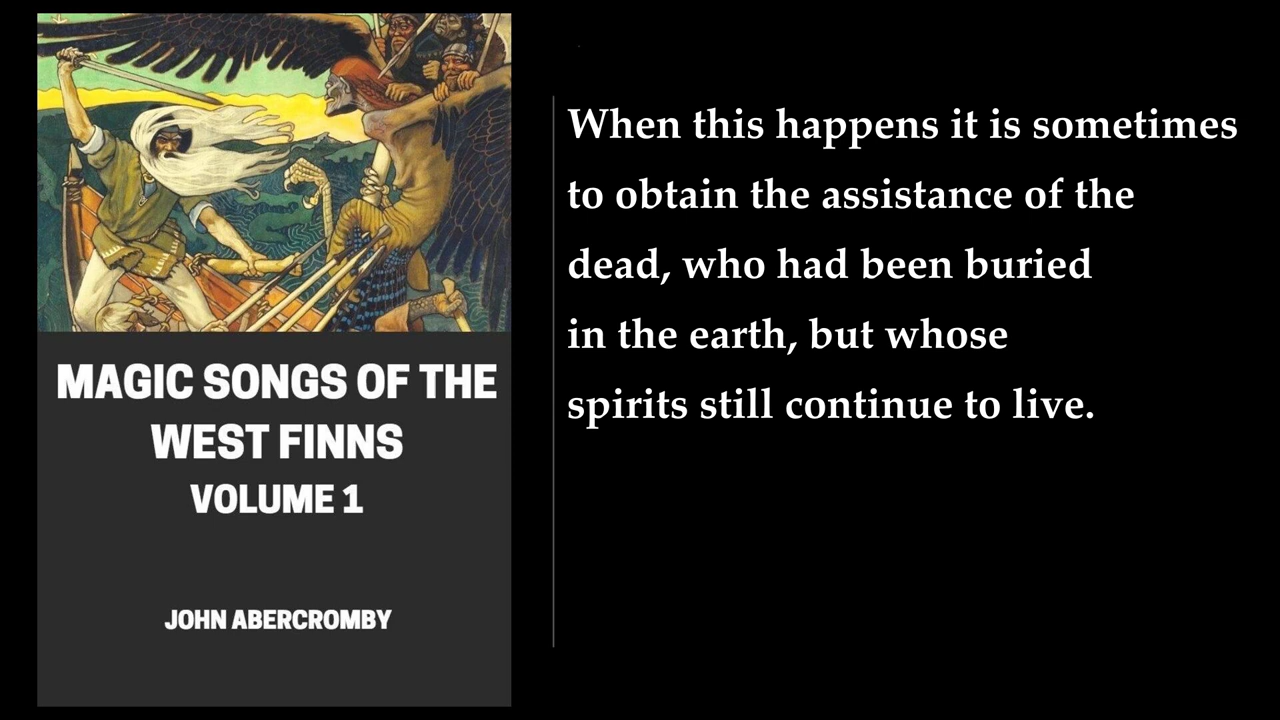 MAGIC SONGS OF THE
WEST FINNS
VOLUME 1
JOHN ABERCROMBY
When this happens it is sometimes
to obtain the assistance of the
dead, who had been buried
in the earth, but whose
spirits still continue to live.